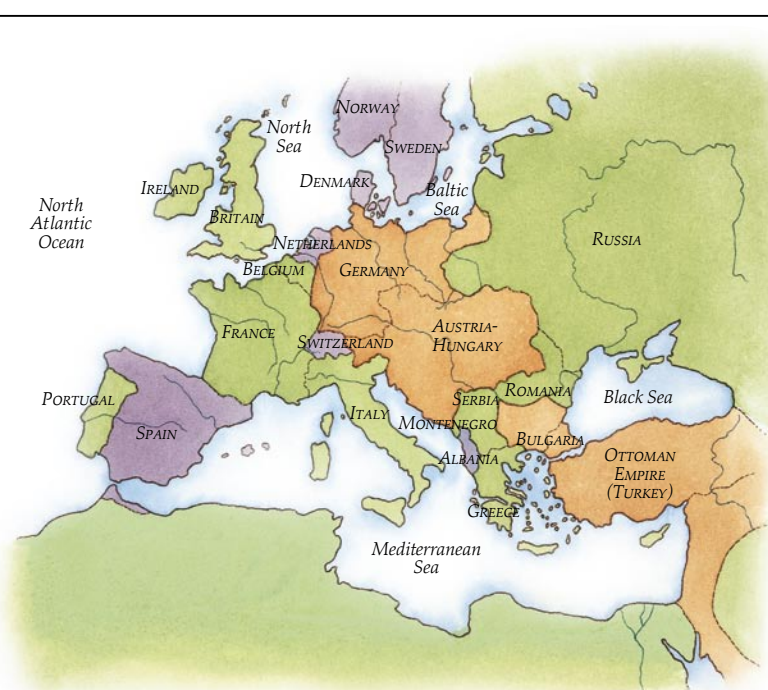 NORWAY
North
Sea
SWEDEN
DENMARK
Baltic
Sea
IRELAND
North
Atlantic
Ocean
BRITAIN
NETHERLANDS
RUSSIA
BELGIUM
GERMANY
FRANCE
SWITZERLAND
AUSTRIA-
HUNGARY
PORTUGAL
SPAIN
ITALY
SERBIA
ROMANIA
Black Sea
MONTENEGRO
BULGARIA
ALBANIA
OTTOMAN
EMPIRE
(TURKEY)
GREECE
Mediterranean
Sea